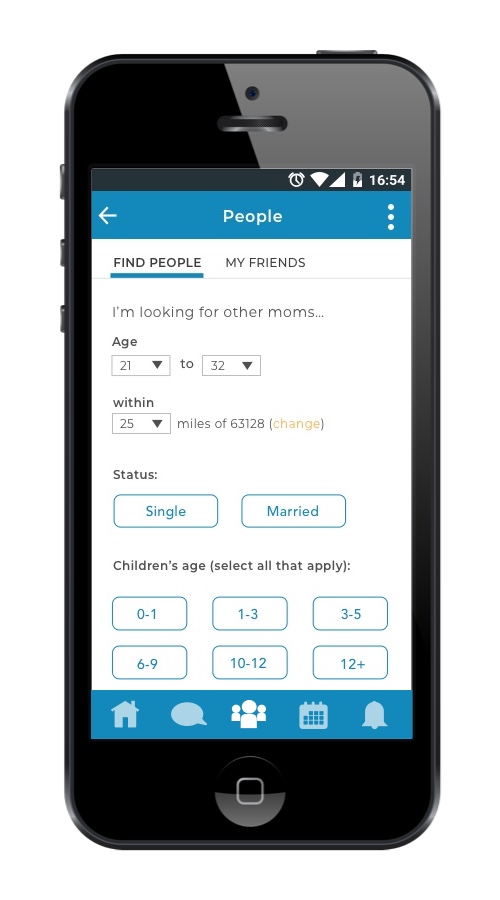 16:54
People
FIND PEOPLE MY FRIENDS
I'm looking for other moms...
Age
21 to 32
within
25 miles of 63128 (change)
Status:
Single Married
Children's age (select all that apply):
0-1 1-3 3-5
6-9 10-12 12+